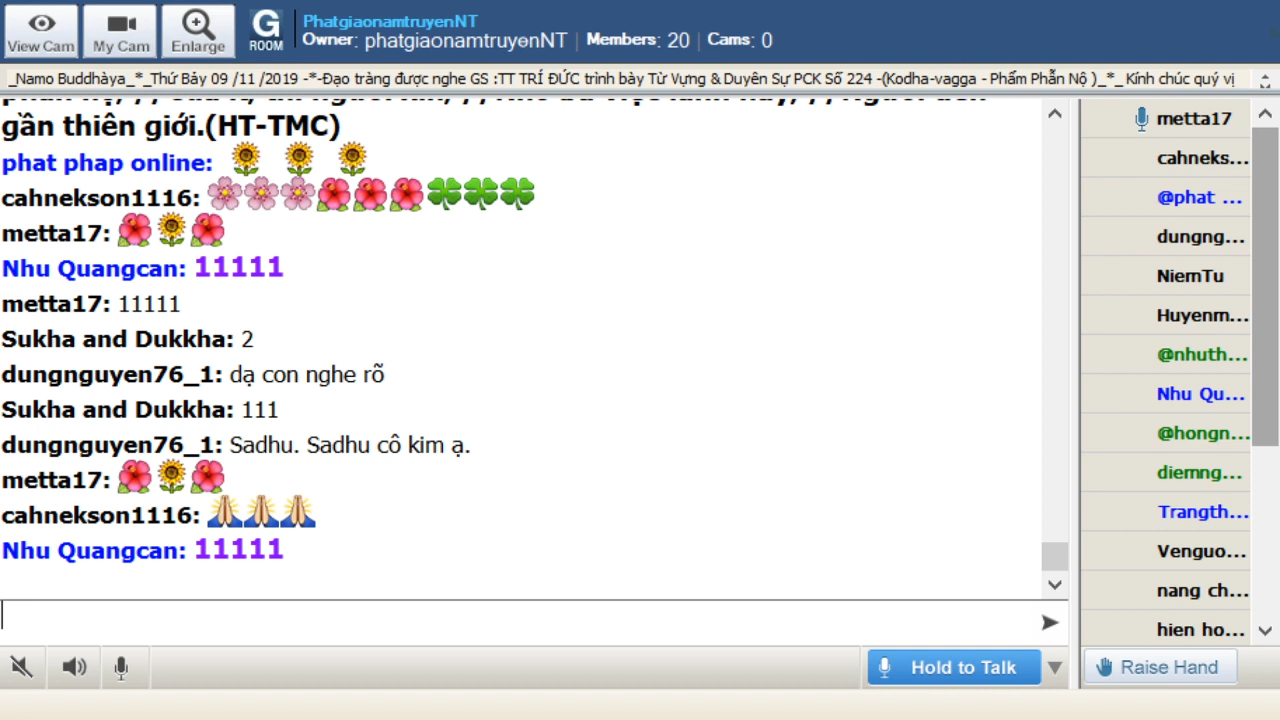 View Cam
My Cam
Enlarge
G ROOM
PhatgiaonamtruyenNT
Owner: phatgiaonamtruyenNT | Members: 20 | Cams: 0
_Namo Buddhàya_*_Thứ Bảy 09 /11 /2019 -*-Đạo tràng được nghe GS :TT TRÍ ĐỨC trình bày Từ Vựng & Duyên Sự PCK Số 224 -(Kodha-vagga - Phẩm Phẫn Nộ )_*_ Kính chúc quý vị
gần thiên giới.(HT-TMC)
phat phap online: 🌻 🌻 🌻
cahnekson1116: 🌸🌸🌸🌺🌺🌺🍀🍀🍀
metta17: 🌺🌻🌺
Nhu Quangcan: 11111
metta17: 11111
Sukha and Dukkha: 2
dungnguyen76_1: dạ con nghe rõ
Sukha and Dukkha: 111
dungnguyen76_1: Sadhu. Sadhu cô kim ạ.
metta17: 🌺🌻🌺
cahnekson1116: 🙏🙏🙏
Nhu Quangcan: 11111
Hold to Talk
metta17
cahneks...
@phat ...
dungng...
NiemTu
Huyenm...
@nhuth...
Nhu Qu...
@hongn...
diemng...
Trangth...
Venguo...
nang ch...
hien ho...
Raise Hand